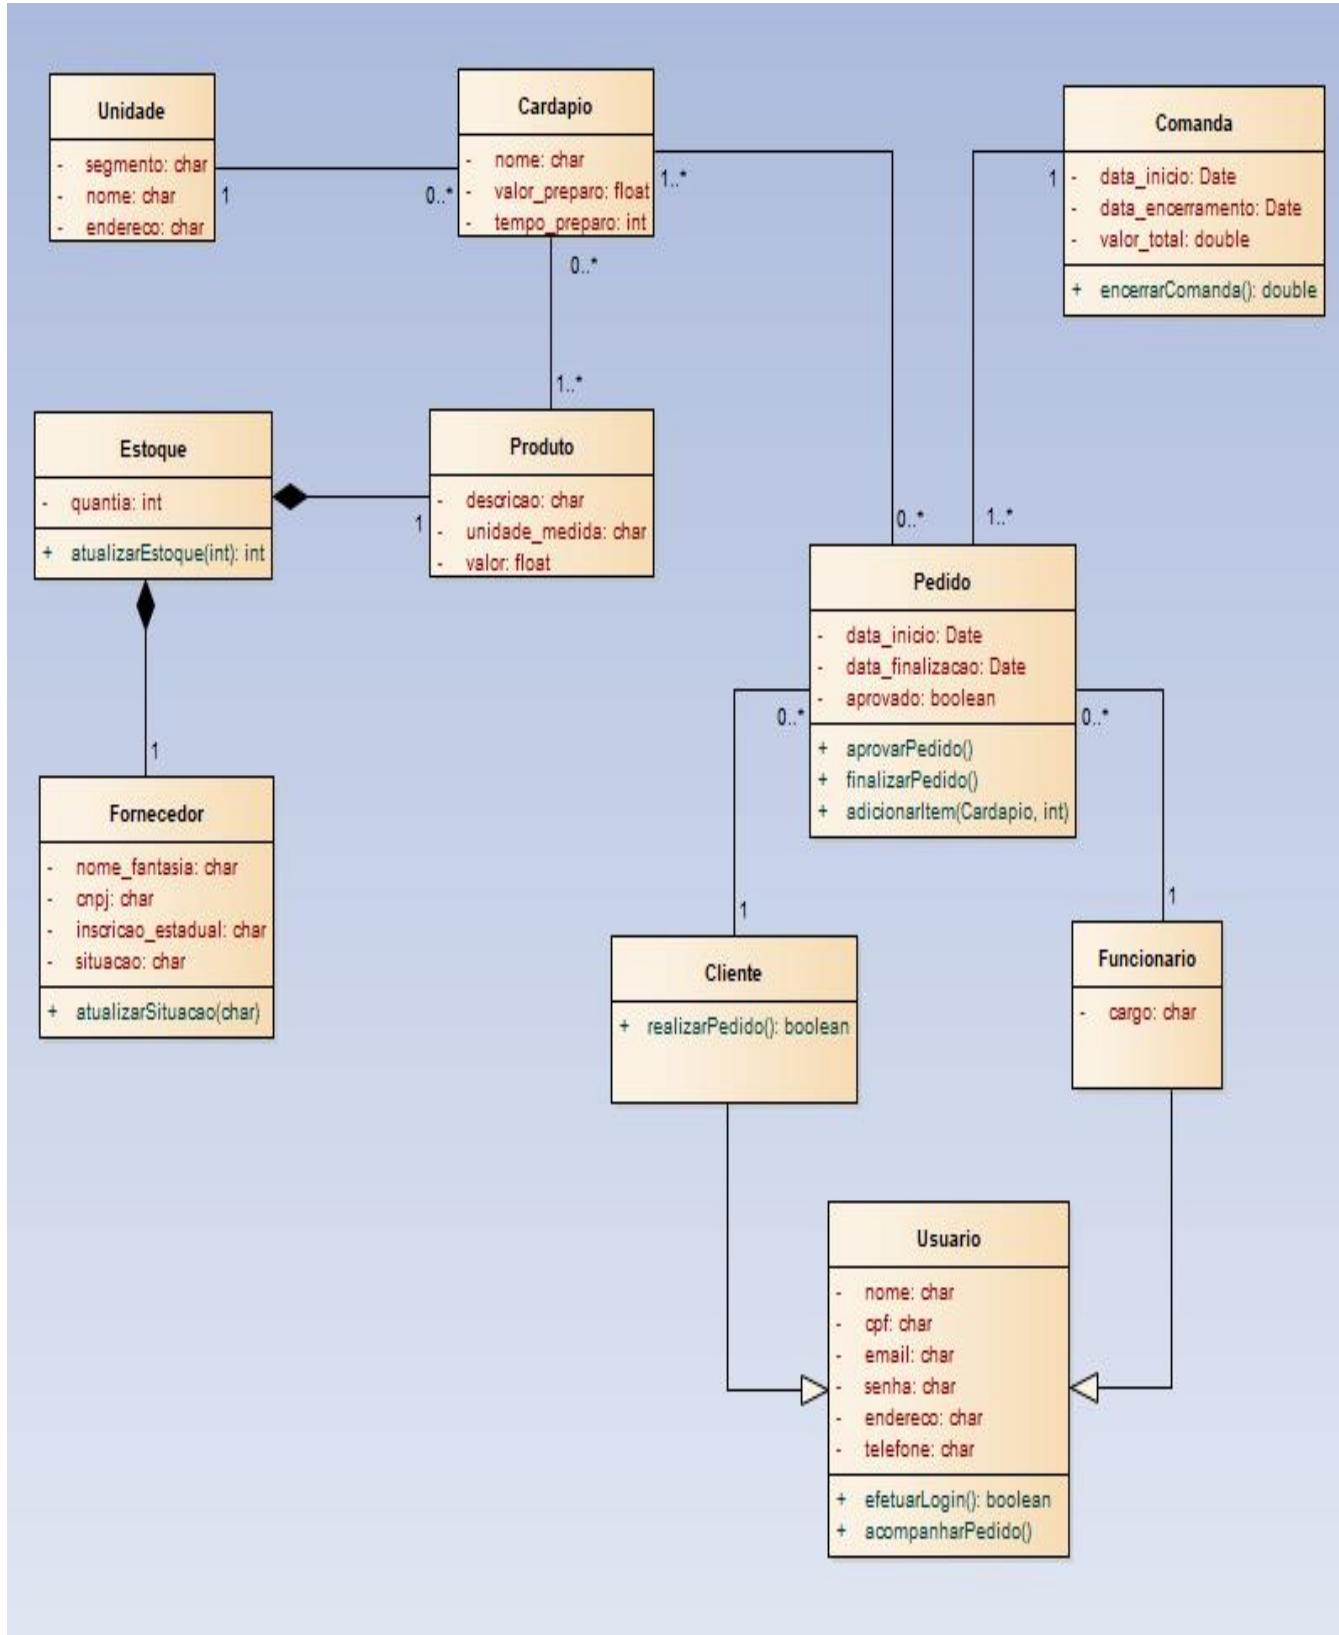 Unidade
- segmento: char
- nome: char
- endereco: char
1
0..*
Cardapio
- nome: char
- valor_preparo: float
- tempo_preparo: int
1..*
0..*
1..*
Comanda
1
- data_inicio: Date
- data_encerramento: Date
- valor_total: double
+ encerrarComanda(): double
Estoque
- quantia: int
+ atualizarEstoque(int): int
1
Produto
- descricao: char
- unidade_medida: char
- valor: float
0..*
1..*
Pedido
- data_inicio: Date
- data_finalizacao: Date
- aprovado: boolean
+ aprovarPedido()
+ finalizarPedido()
+ adicionarItem(Cardapio, int)
0..*
0..*
1
Fornecedor
- nome_fantasia: char
- cnpj: char
- inscricao_estadual: char
- situacao: char
+ atualizarSituacao(char)
1
Cliente
+ realizarPedido(): boolean
1
Funcionario
- cargo: char
Usuario
- nome: char
- cpf: char
- email: char
- senha: char
- endereco: char
- telefone: char
+ efetuarLogin(): boolean
+ acompanharPedido()